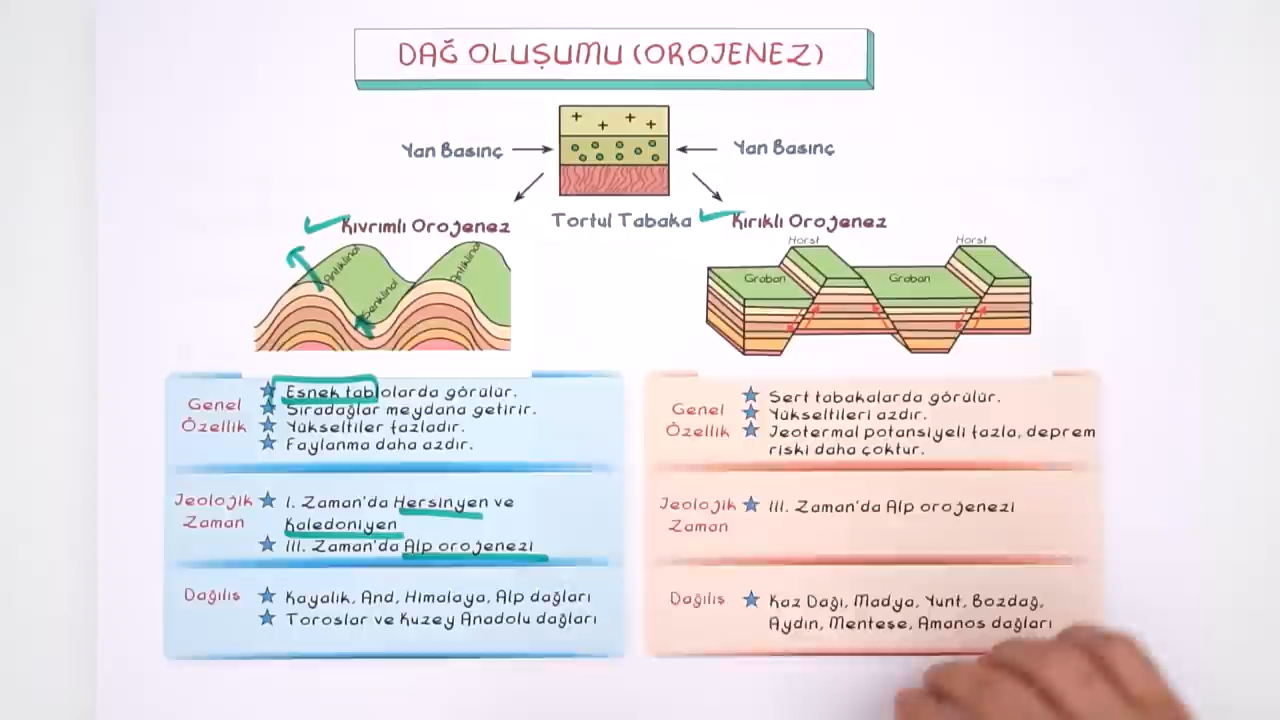 DAĞ OLUŞUMU (OROJENEZ)
Yan Basınç
Yan Basınç
Kıvrımlı Orojenez
Tortul Tabaka
Kırıklı Orojenez
Antiklinal
Senklinal
Antiklinal
Horst
Horst
Graban
Graban
Genel Özellik
Esnek tablolarda görülür.
Sıradağlar meydana getirir.
Yükseltiler fazladır.
Faylanma daha azdır.
Jeolojik Zaman
I. Zaman'da Hersinyen ve
Kaledoniyen
III. Zaman'da Alp orojenezi
Dağılış
Kayalık, And, Himalaya, Alp dağları
Toroslar ve Kuzey Anadolu dağları
Genel Özellik
Sert tabakalarda görülür.
Yükseltileri azdır.
Jeotermal potansiyeli fazla, deprem
riski daha çoktur.
Jeolojik Zaman
III. Zaman'da Alp orojenezi
Dağılış
Kaz Dağı, Madya, Yunt, Bozdağ,
Aydın, Menteşe, Amanos dağları